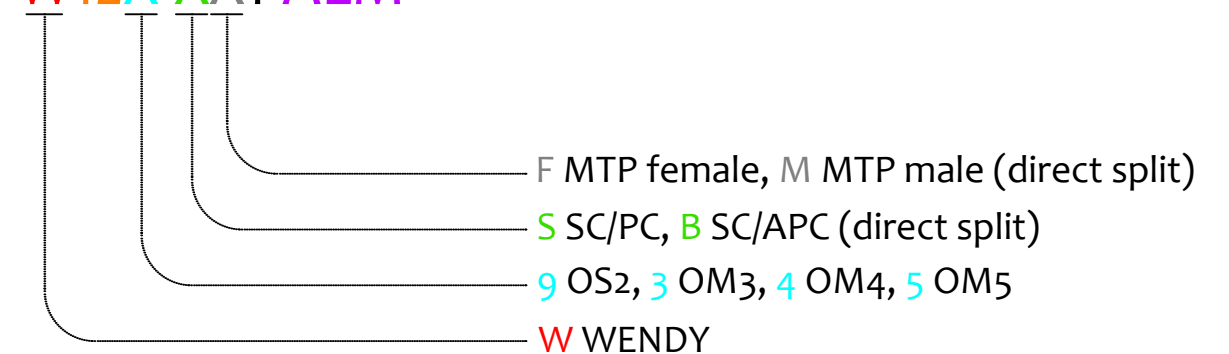 F MTP female, M MTP male (direct split)
S SC/PC, B SC/APC (direct split)
9 OS2, 3 OM3, 4 OM4, 5 OM5
W WENDY